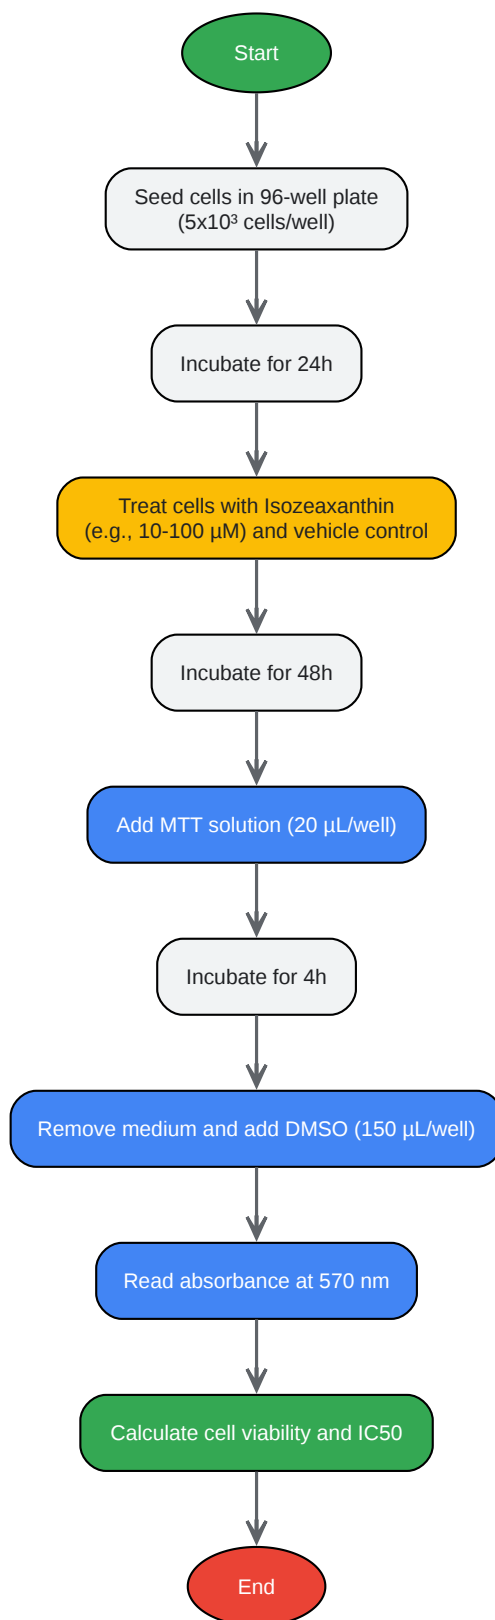 Start
Seed cells in 96-well plate
(5x10³ cells/well)
Incubate for 24h
Treat cells with Isozeaxanthin
(e.g., 10-100 µM) and vehicle control
Incubate for 48h
Add MTT solution (20 µL/well)
Incubate for 4h
Remove medium and add DMSO (150 µL/well)
Read absorbance at 570 nm
Calculate cell viability and IC50
End